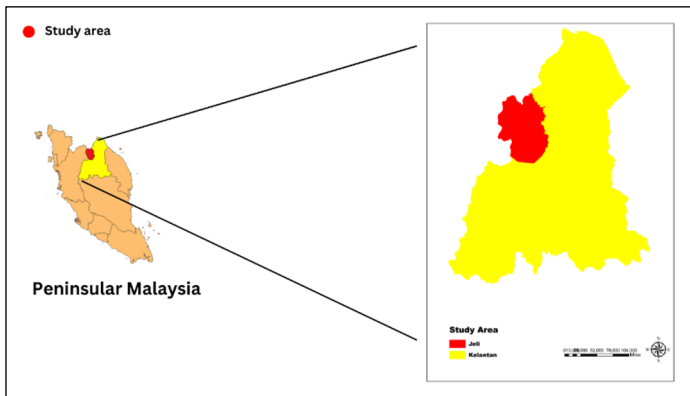 Study area
Peninsular Malaysia
Study Area
Jeli
Kelantan
Miles
N